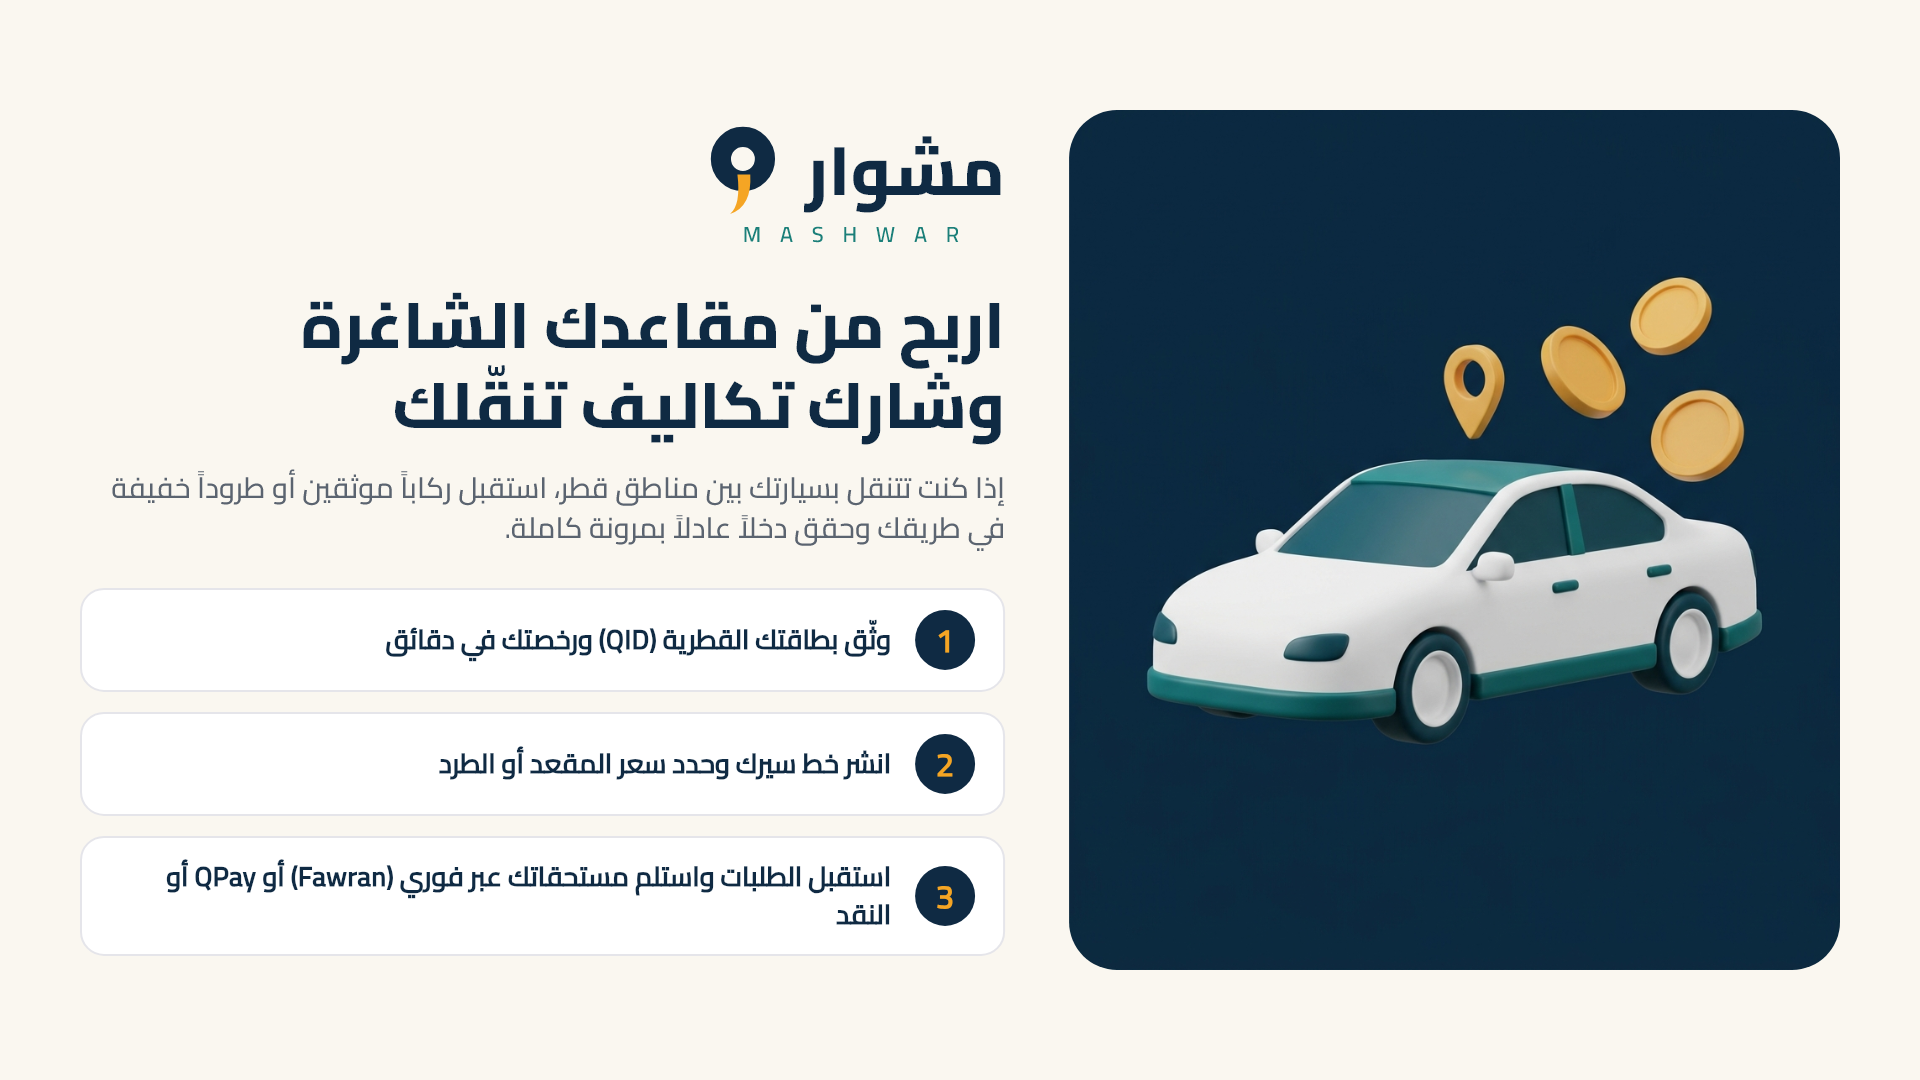 مشوار
MASHWAR
اربح من مقاعدك الشاغرة
وشارك تكاليف تنقّلك
إذا كنت تتنقل بسيارتك بين مناطق قطر، استقبل ركاباً موثقين أو طروداً خفيفة
في طريقك وحقق دخلاً عادلاً بمرونة كاملة.
1 وثّق بطاقتك القطرية (QID) ورخصتك في دقائق
2 انشر خط سيرك وحدد سعر المقعد أو الطرد
3 استقبل الطلبات واستلم مستحقاتك عبر فوري (Fawran) أو QPay أو
النقد